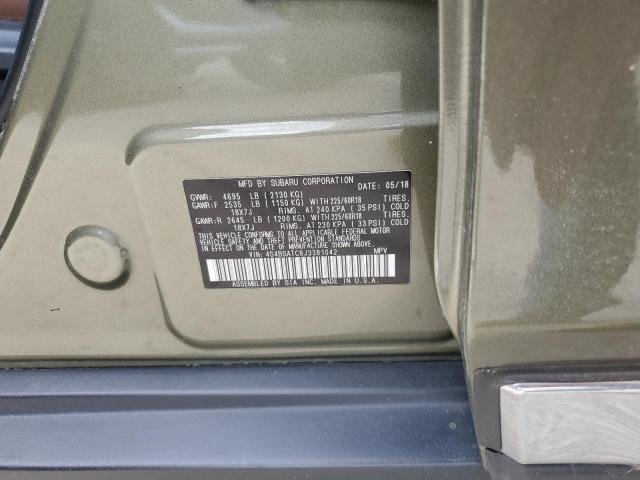 MFD BY SUBARU CORPORATION DATE: 05/18
GVWR: 4695 LB (2130 KG)
GAWR:F 2535 LB (1150 KG) WITH 225/60R18 TIRES,
18X7J RIMS, AT 240 KPA (35 PSI) COLD
GAWR:R 2645 LB (1200 KG) WITH 225/60R18 TIRES,
18X7J RIMS, AT 230 KPA (33 PSI) COLD
THIS VEHICLE CONFORMS TO ALL APPLICABLE FEDERAL MOTOR
VEHICLE SAFETY AND THEFT PREVENTION STANDARDS
IN EFFECT ON THE DATE OF MANUFACTURE SHOWN ABOVE.
VIN: 4S4BSATC6J3381042 MPV
ASSEMBLED BY SIA INC. MADE IN U.S.A.